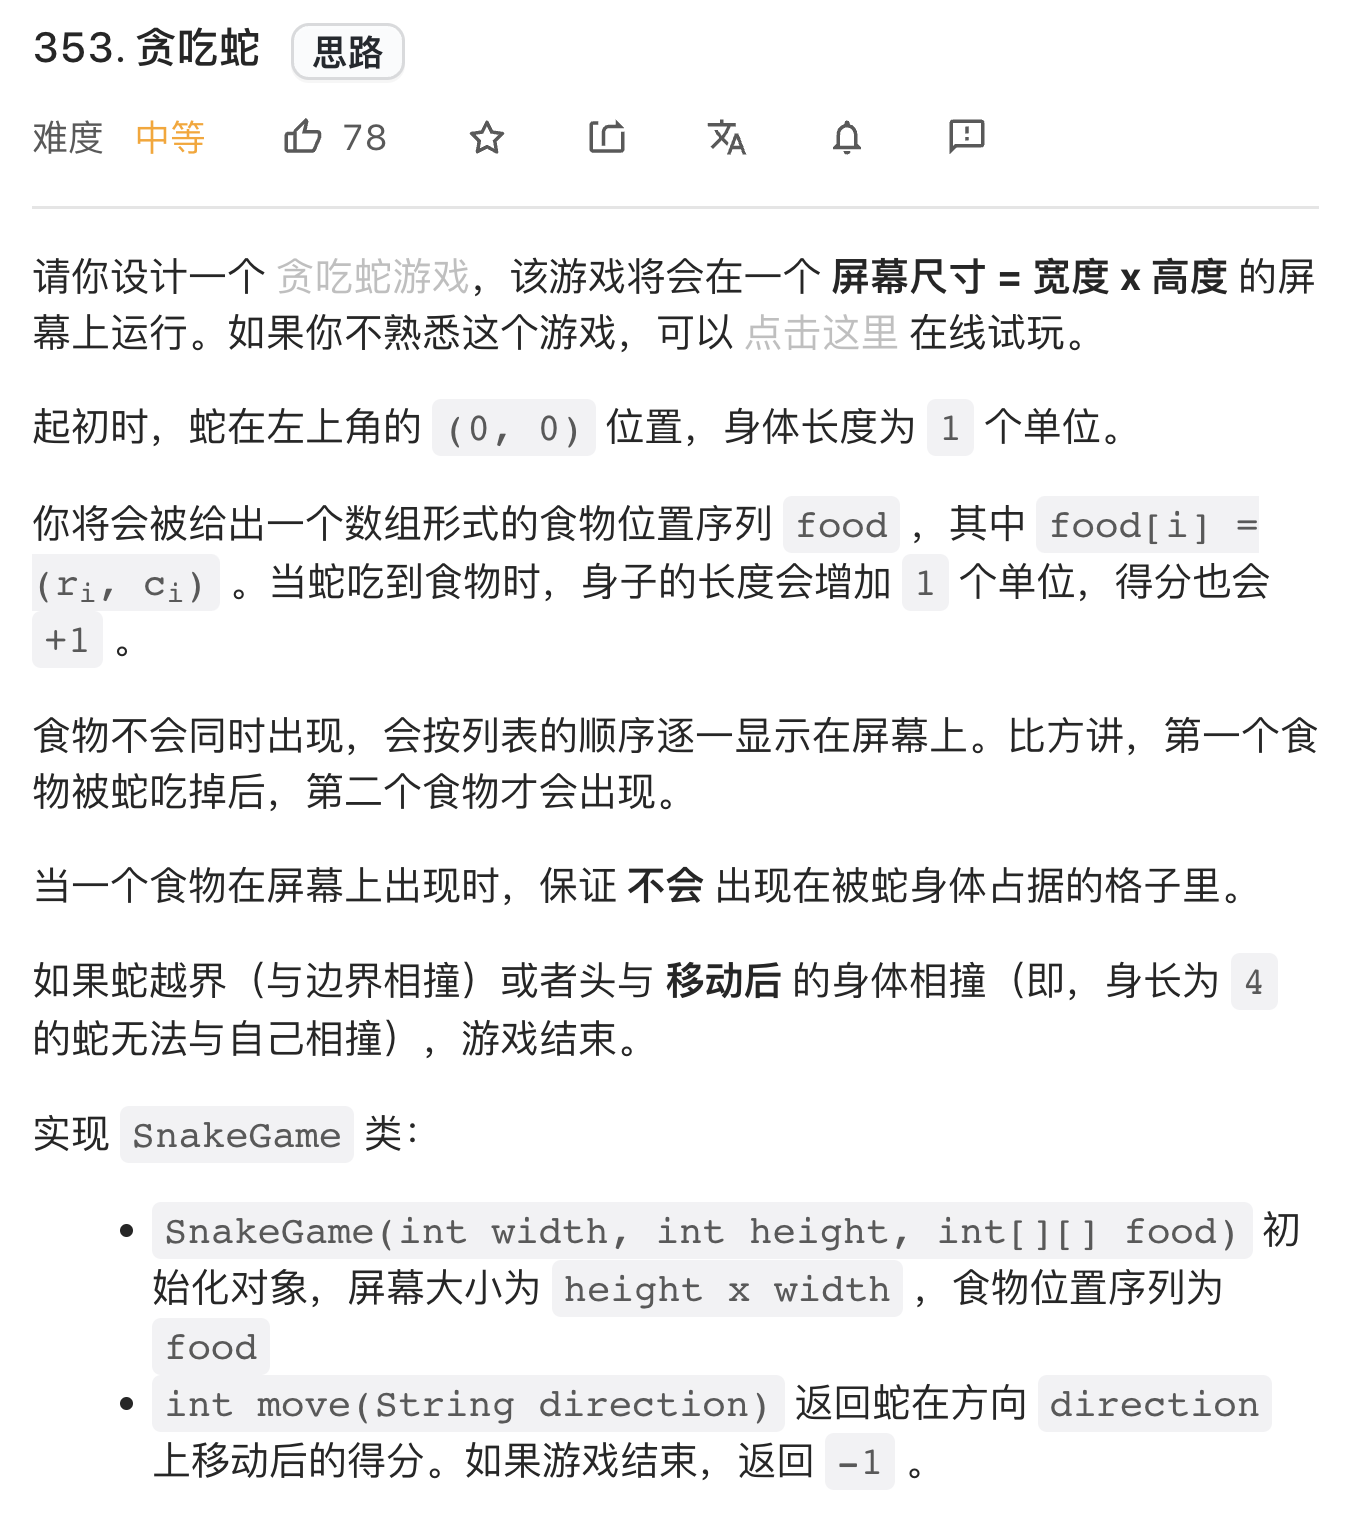 353. 贪吃蛇 思路
难度 中等 78
请你设计一个 贪吃蛇游戏，该游戏将会在一个 屏幕尺寸 = 宽度 x 高度 的屏
幕上运行。如果你不熟悉这个游戏，可以 点击这里 在线试玩。
起初时，蛇在左上角的 (0, 0) 位置，身体长度为 1 个单位。
你将会被给出一个数组形式的食物位置序列 food ，其中 food[i] =
(ri, ci) 。当蛇吃到食物时，身子的长度会增加 1 个单位，得分也会
+1 。
食物不会同时出现，会按列表的顺序逐一显示在屏幕上。比方讲，第一个食
物被蛇吃掉后，第二个食物才会出现。
当一个食物在屏幕上出现时，保证 不会 出现在被蛇身体占据的格子里。
如果蛇越界（与边界相撞）或者头与 移动后 的身体相撞（即，身长为 4
的蛇无法与自己相撞），游戏结束。
实现 SnakeGame 类：
• SnakeGame(int width, int height, int[][] food) 初
始化对象，屏幕大小为 height x width ，食物位置序列为
food
• int move(String direction) 返回蛇在方向 direction
上移动后的得分。如果游戏结束，返回 -1 。